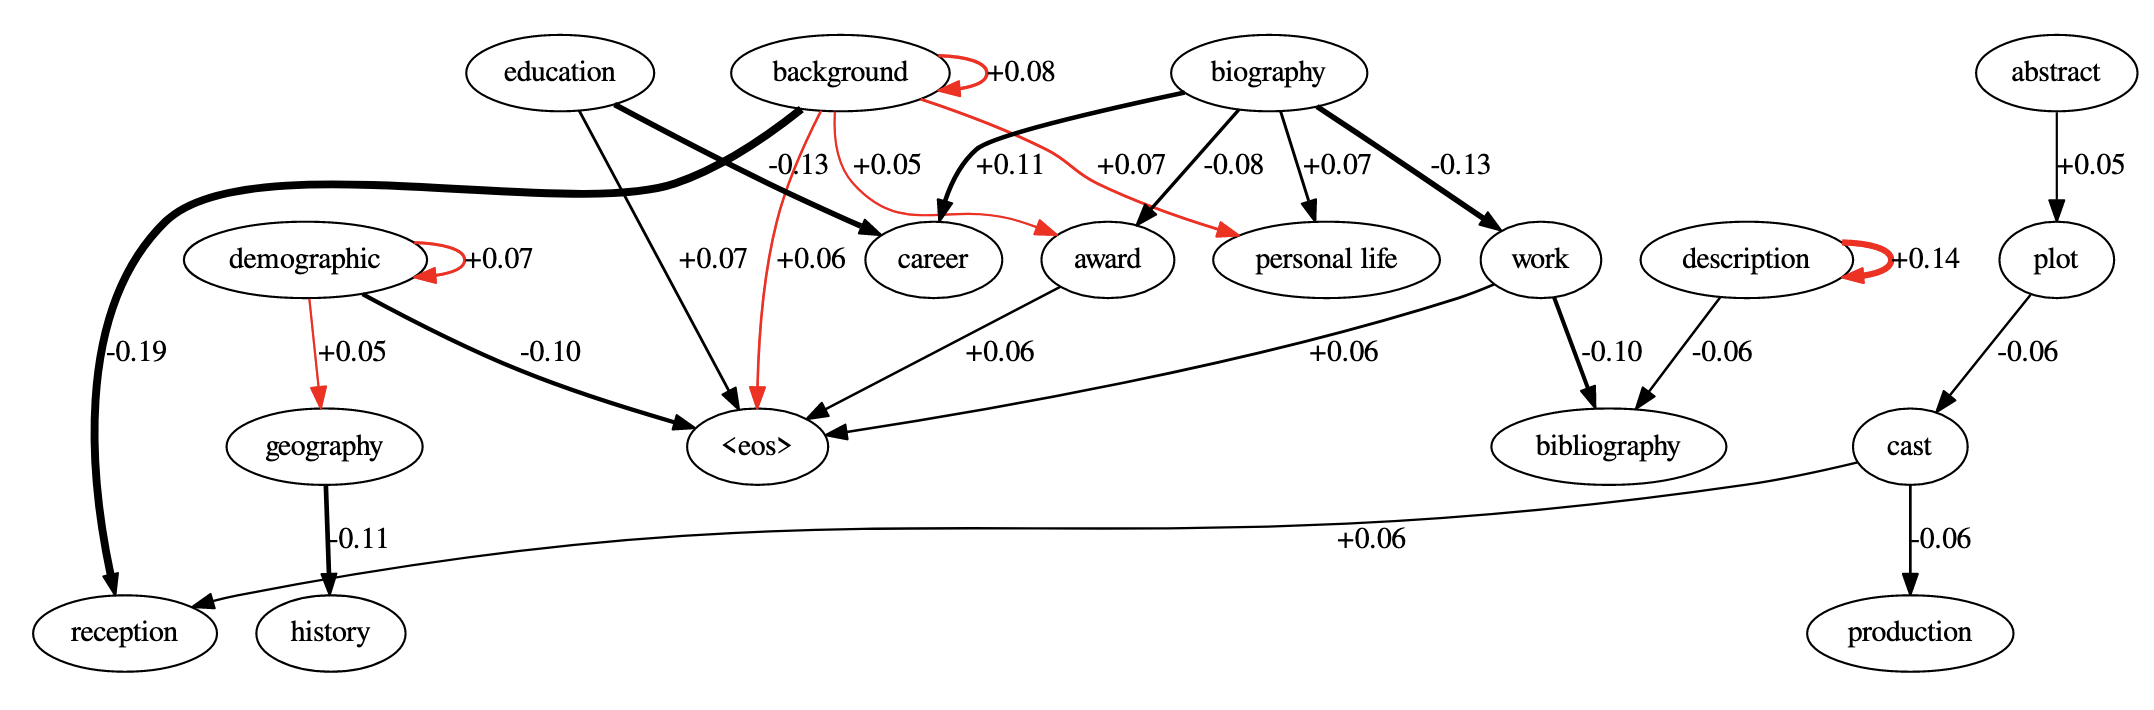 education
background
+0.08
biography
abstract
-0.13
+0.05
+0.11
+0.07
-0.08
+0.07
-0.13
+0.05
demographic
+0.07
+0.07
+0.06
career
award
personal life
work
description
+0.14
plot
-0.19
+0.05
-0.10
+0.06
+0.06
-0.10
-0.06
-0.06
geography
<eos>
bibliography
cast
-0.11
+0.06
-0.06
reception
history
production